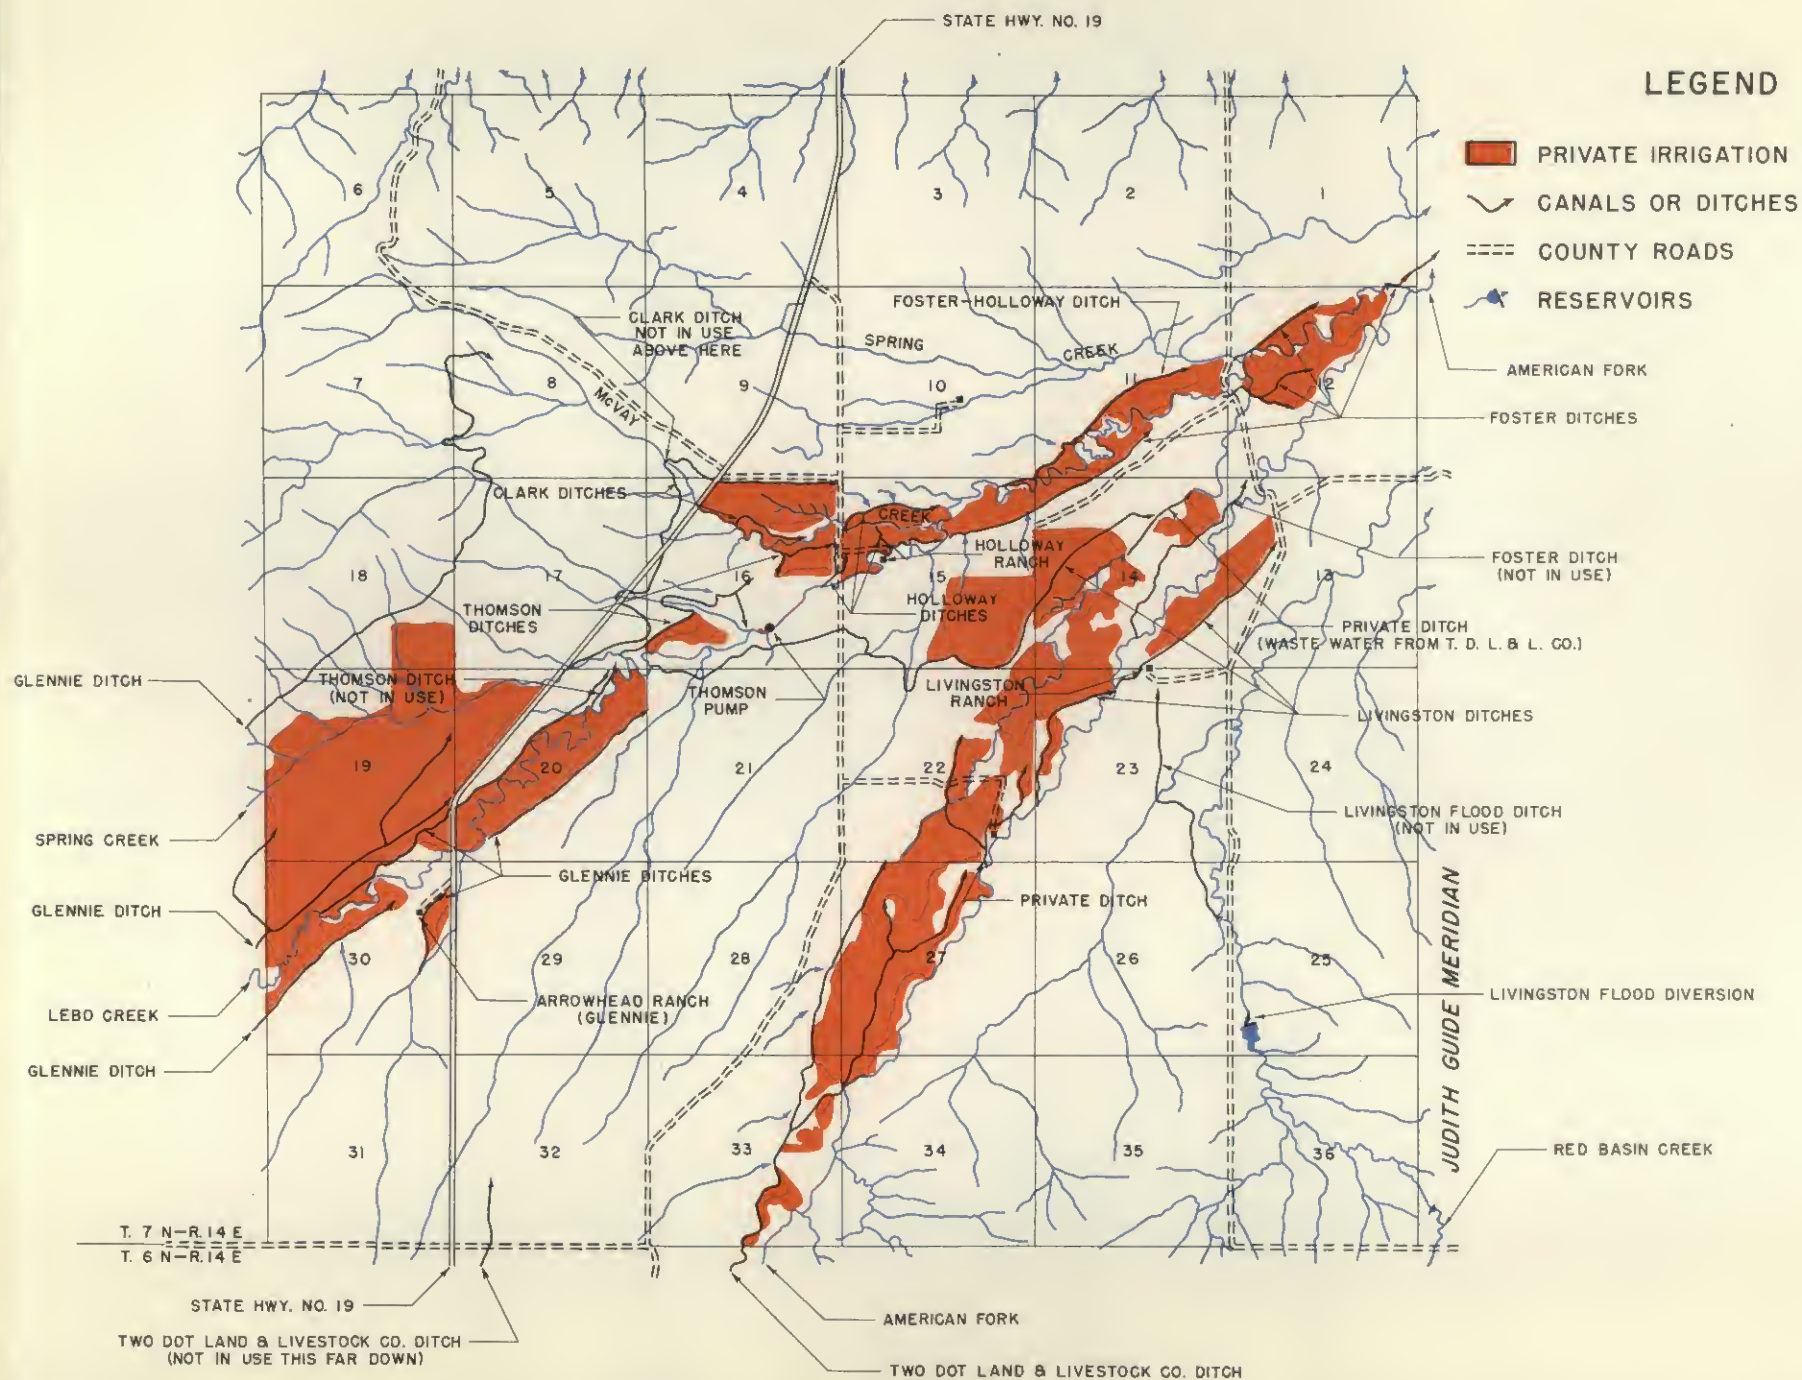 STATE HWY. NO. 19
LEGEND
PRIVATE IRRIGATION
CANALS OR DITCHES
COUNTY ROADS
RESERVOIRS
6
5
4
3
2
1
FOSTER-HOLLOWAY DITCH
CLARK DITCH
NOT IN USE
ABOVE HERE
SPRING
CREEK
AMERICAN FORK
7
8
9
10
11
12
McVAY
FOSTER DITCHES
CLARK DITCHES
CREEK
HOLLOWAY
RANCH
FOSTER DITCH
(NOT IN USE)
18
17
16
15
14
13
THOMSON
DITCHES
HOLLOWAY
DITCHES
PRIVATE DITCH
(WASTE WATER FROM T. D. L. & L. CO.)
GLENNIE DITCH
THOMSON DITCH
(NOT IN USE)
THOMSON
PUMP
LIVINGSTON
RANCH
LIVINGSTON DITCHES
19
20
21
22
23
24
LIVINGSTON FLOOD DITCH
(NOT IN USE)
SPRING CREEK
GLENNIE DITCHES
PRIVATE DITCH
GLENNIE DITCH
30
29
28
27
26
25
ARROWHEAD RANCH
(GLENNIE)
LIVINGSTON FLOOD DIVERSION
LEBO CREEK
GLENNIE DITCH
JUDITH GUIDE MERIDIAN
31
32
33
34
35
36
RED BASIN CREEK
T. 7 N-R.14 E
T. 6 N-R.14 E
STATE HWY. NO. 19
AMERICAN FORK
TWO DOT LAND & LIVESTOCK CO. DITCH
(NOT IN USE THIS FAR DOWN)
TWO DOT LAND & LIVESTOCK CO. DITCH